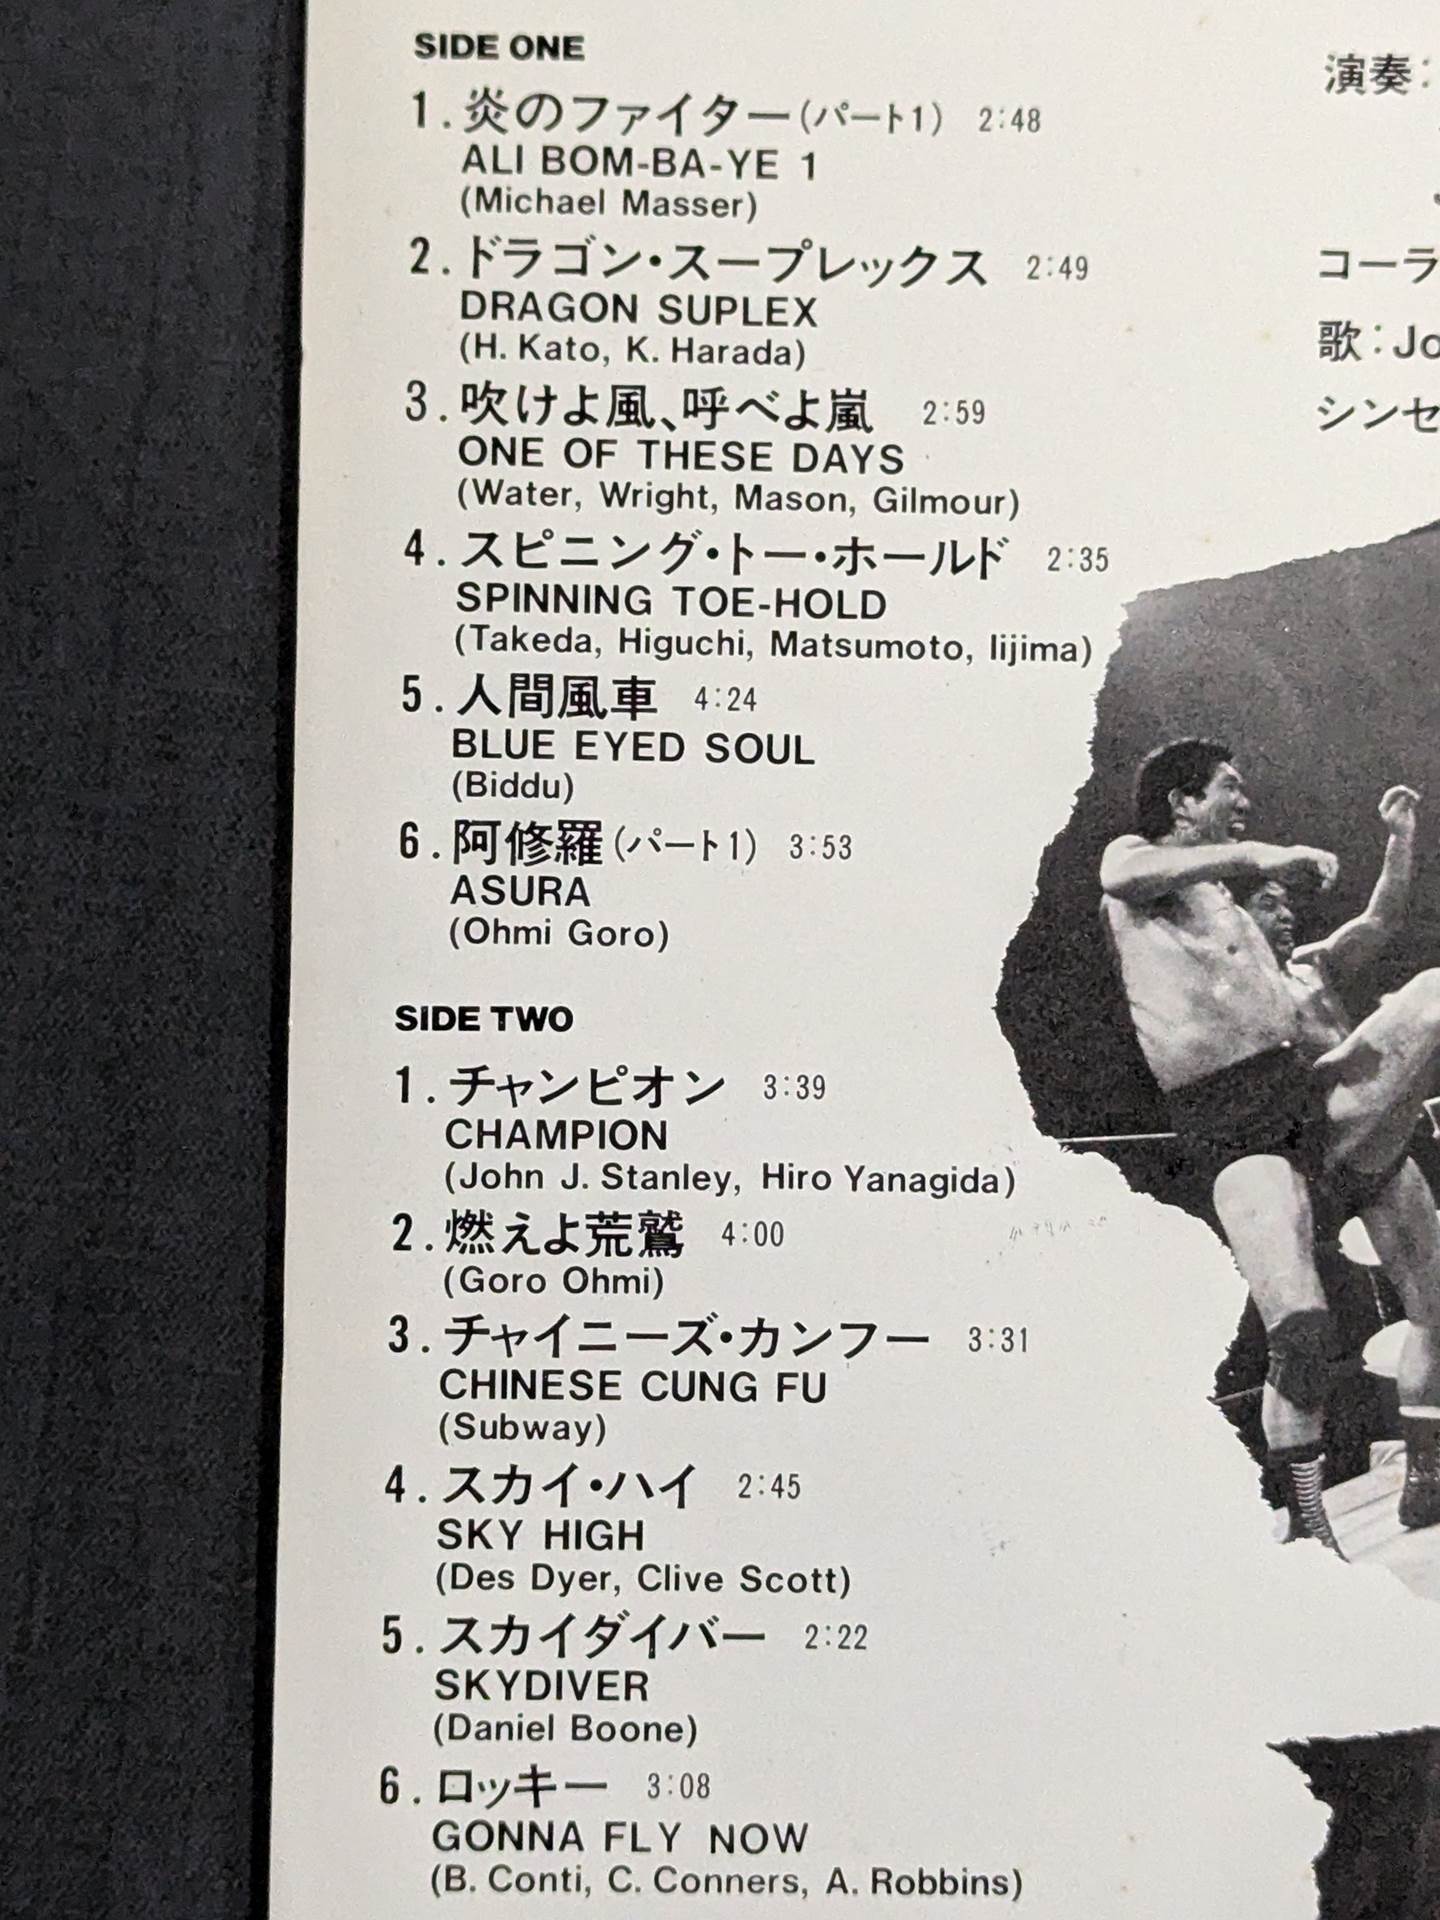 SIDE ONE
1.炎のファイター(パート1) 2:48
ALI BOM-BA-YE 1
(Michael Masser)
2.ドラゴン・スープレックス 2:49
DRAGON SUPLEX
(H. Kato, K. Harada)
3.吹けよ風、呼べよ嵐 2:59
ONE OF THESE DAYS
(Water, Wright, Mason, Gilmour)
4.スピニング・トー・ホールド 2:35
SPINNING TOE-HOLD
(Takeda, Higuchi, Matsumoto, Iijima)
5.人間風車 4:24
BLUE EYED SOUL
(Biddu)
6.阿修羅(パート1) 3:53
ASURA
(Ohmi Goro)
SIDE TWO
1.チャンピオン 3:39
CHAMPION
(John J. Stanley, Hiro Yanagida)
2.燃えよ荒鷲 4:00
(Goro Ohmi)
3.チャイニーズ・カンフー 3:31
CHINESE CUNG FU
(Subway)
4.スカイ・ハイ 2:45
SKY HIGH
(Des Dyer, Clive Scott)
5.スカイダイバー 2:22
SKYDIVER
(Daniel Boone)
6.ロッキー 3:08
GONNA FLY NOW
(B. Conti, C. Conners, A. Robbins)
演奏:
コーラ
歌:Jo
シンセ